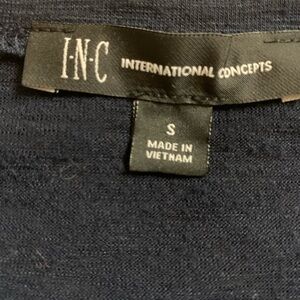 I·N·C INTERNATIONAL CONCEPTS
S
MADE IN
VIETNAM